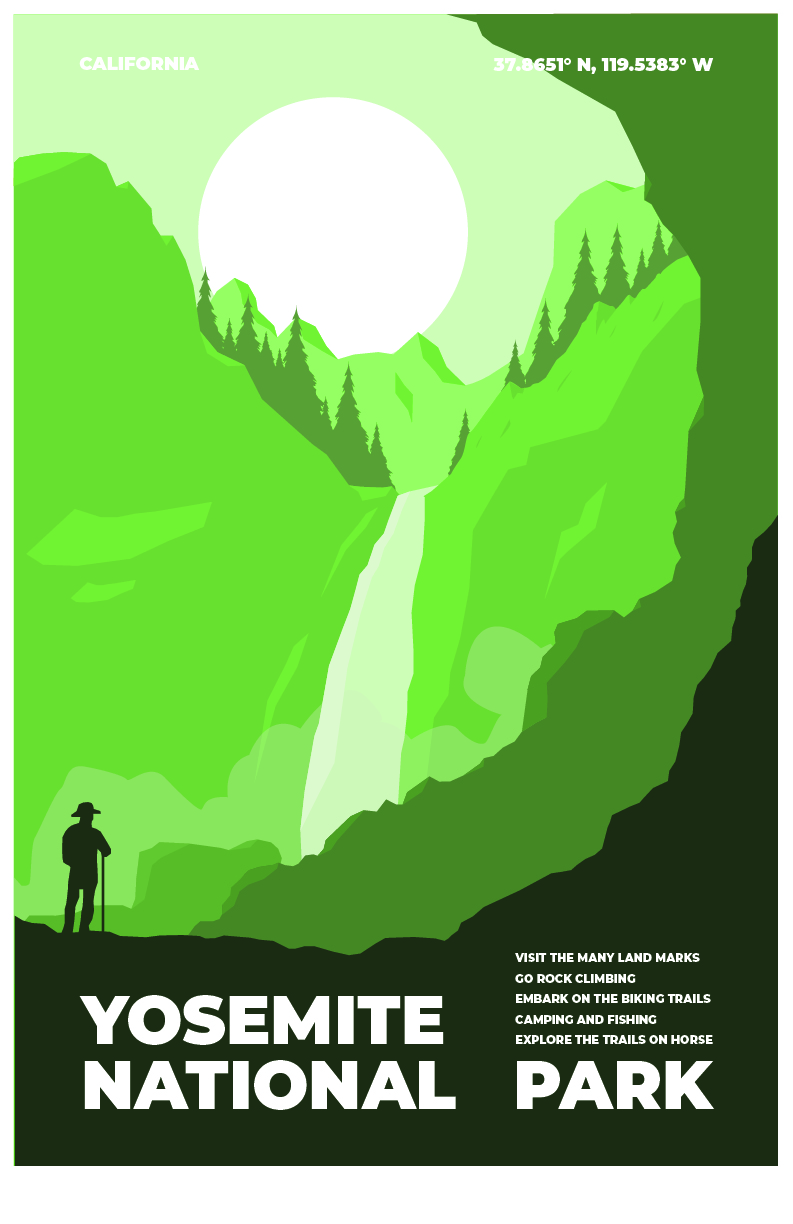 CALIFORNIA
37.8651° N, 119.5383° W
VISIT THE MANY LAND MARKS
GO ROCK CLIMBING
EMBARK ON THE BIKING TRAILS
CAMPING AND FISHING
EXPLORE THE TRAILS ON HORSE
YOSEMITE
NATIONAL PARK